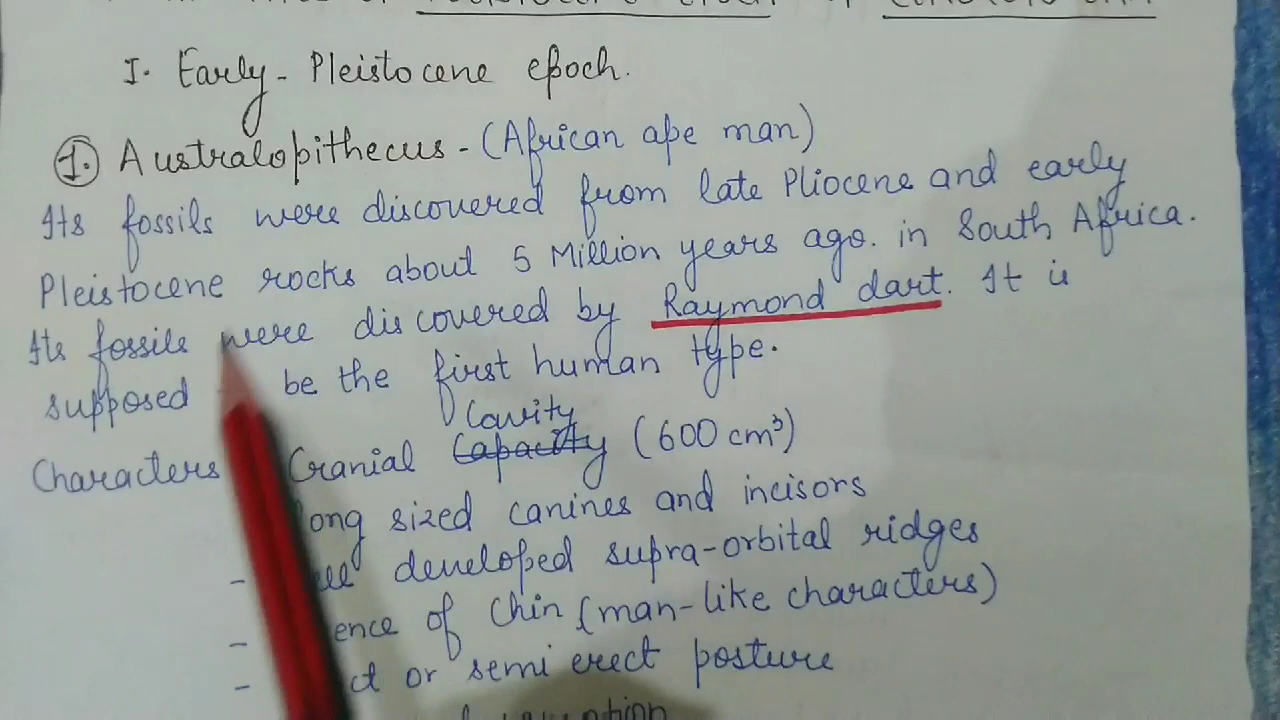 I. Early - Pleistocene epoch.
1. Australopithecus - (African ape man)
Its fossils were discovered from late Pliocene and early
Pleistocene rocks about 5 Million years ago. in South Africa.
Its fossils were discovered by Raymond dart. It is
supposed be the first human type.
Cavity
Characters Cranial Capacity (600 cm³)
long sized canines and incisors
- developed supra-orbital ridges
- ence of Chin (man-like characters)
- ct or semi erect posture